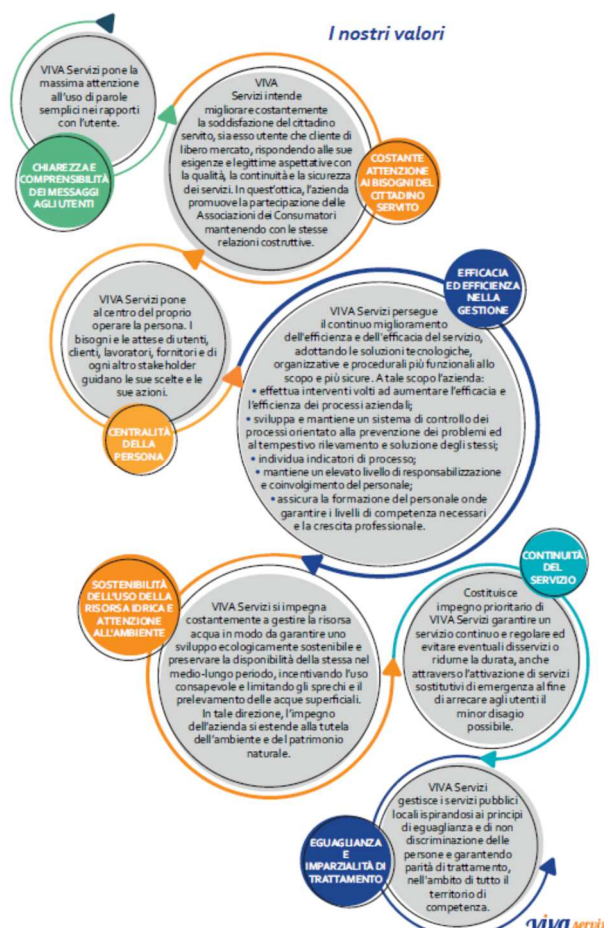 I nostri valori
VIVA Servizi pone la
massima attenzione
all'uso di parole
semplici nei rapporti
con l'utente.
CHIAREZZA E
COMPRENSIBILITÀ
DEI MESSAGGI
AGLI UTENTI
VIVA
Servizi intende
migliorare costantemente
la soddisfazione del cittadino
servito, sia esso utente che cliente di
libero mercato, rispondendo alle sue
esigenze e legittime aspettative con
la qualità, la continuità e la sicurezza
dei servizi. In quest'ottica, l'azienda
promuove la partecipazione delle
Associazioni dei Consumatori
mantenendo con le stesse
relazioni costruttive.
COSTANTE
ATTENZIONE
AI BISOGNI DEL
CITTADINO
SERVITO
VIVA Servizi pone
al centro del proprio
operare la persona. I
bisogni e le attese di utenti,
clienti, lavoratori, fornitori e di
ogni altro stakeholder
guidano le sue scelte e le
sue azioni.
CENTRALITÀ
DELLA
PERSONA
EFFICACIA
ED EFFICIENZA
NELLA
GESTIONE
VIVA Servizi persegue
il continuo miglioramento
dell'efficienza e dell'efficacia del servizio,
adottando le soluzioni tecnologiche,
organizzative e procedurali più funzionali allo
scopo e più sicure. A tale scopo l'azienda:
• effettua interventi volti ad aumentare l'efficacia e
l'efficienza dei processi aziendali;
• sviluppa e mantiene un sistema di controllo dei
processi orientato alla prevenzione dei problemi ed
al tempestivo rilevamento e soluzione degli stessi;
• individua indicatori di processo;
• mantiene un elevato livello di responsabilizzazione
e coinvolgimento del personale;
• assicura la formazione del personale onde
garantire i livelli di competenza necessari
e la crescita professionale.
SOSTENIBILITÀ
DELL'USO DELLA
RISORSA IDRICA E
ATTENZIONE
ALL'AMBIENTE
VIVA Servizi si impegna
costantemente a gestire la risorsa
acqua in modo da garantire uno
sviluppo ecologicamente sostenibile e
preservare la disponibilità della stessa nel
medio-lungo periodo, incentivando l'uso
consapevole e limitando gli sprechi e il
prelevamento delle acque superficiali.
In tale direzione, l'impegno
dell'azienda si estende alla tutela
dell'ambiente e del patrimonio
naturale.
CONTINUITÀ
DEL
SERVIZIO
Costituisce
impegno prioritario di
VIVA Servizi garantire un
servizio continuo e regolare ed
evitare eventuali disservizi o
ridurne la durata, anche
attraverso l'attivazione di servizi
sostitutivi di emergenza al fine
di arrecare agli utenti il
minor disagio
possibile.
EGUAGLIANZA
E
IMPARZIALITÀ DI
TRATTAMENTO
VIVA Servizi
gestisce i servizi pubblici
locali ispirandosi ai principi
di eguaglianza e di non
discriminazione delle
persone e garantendo
parità di trattamento,
nell'ambito di tutto il
territorio di
competenza.
viva servi